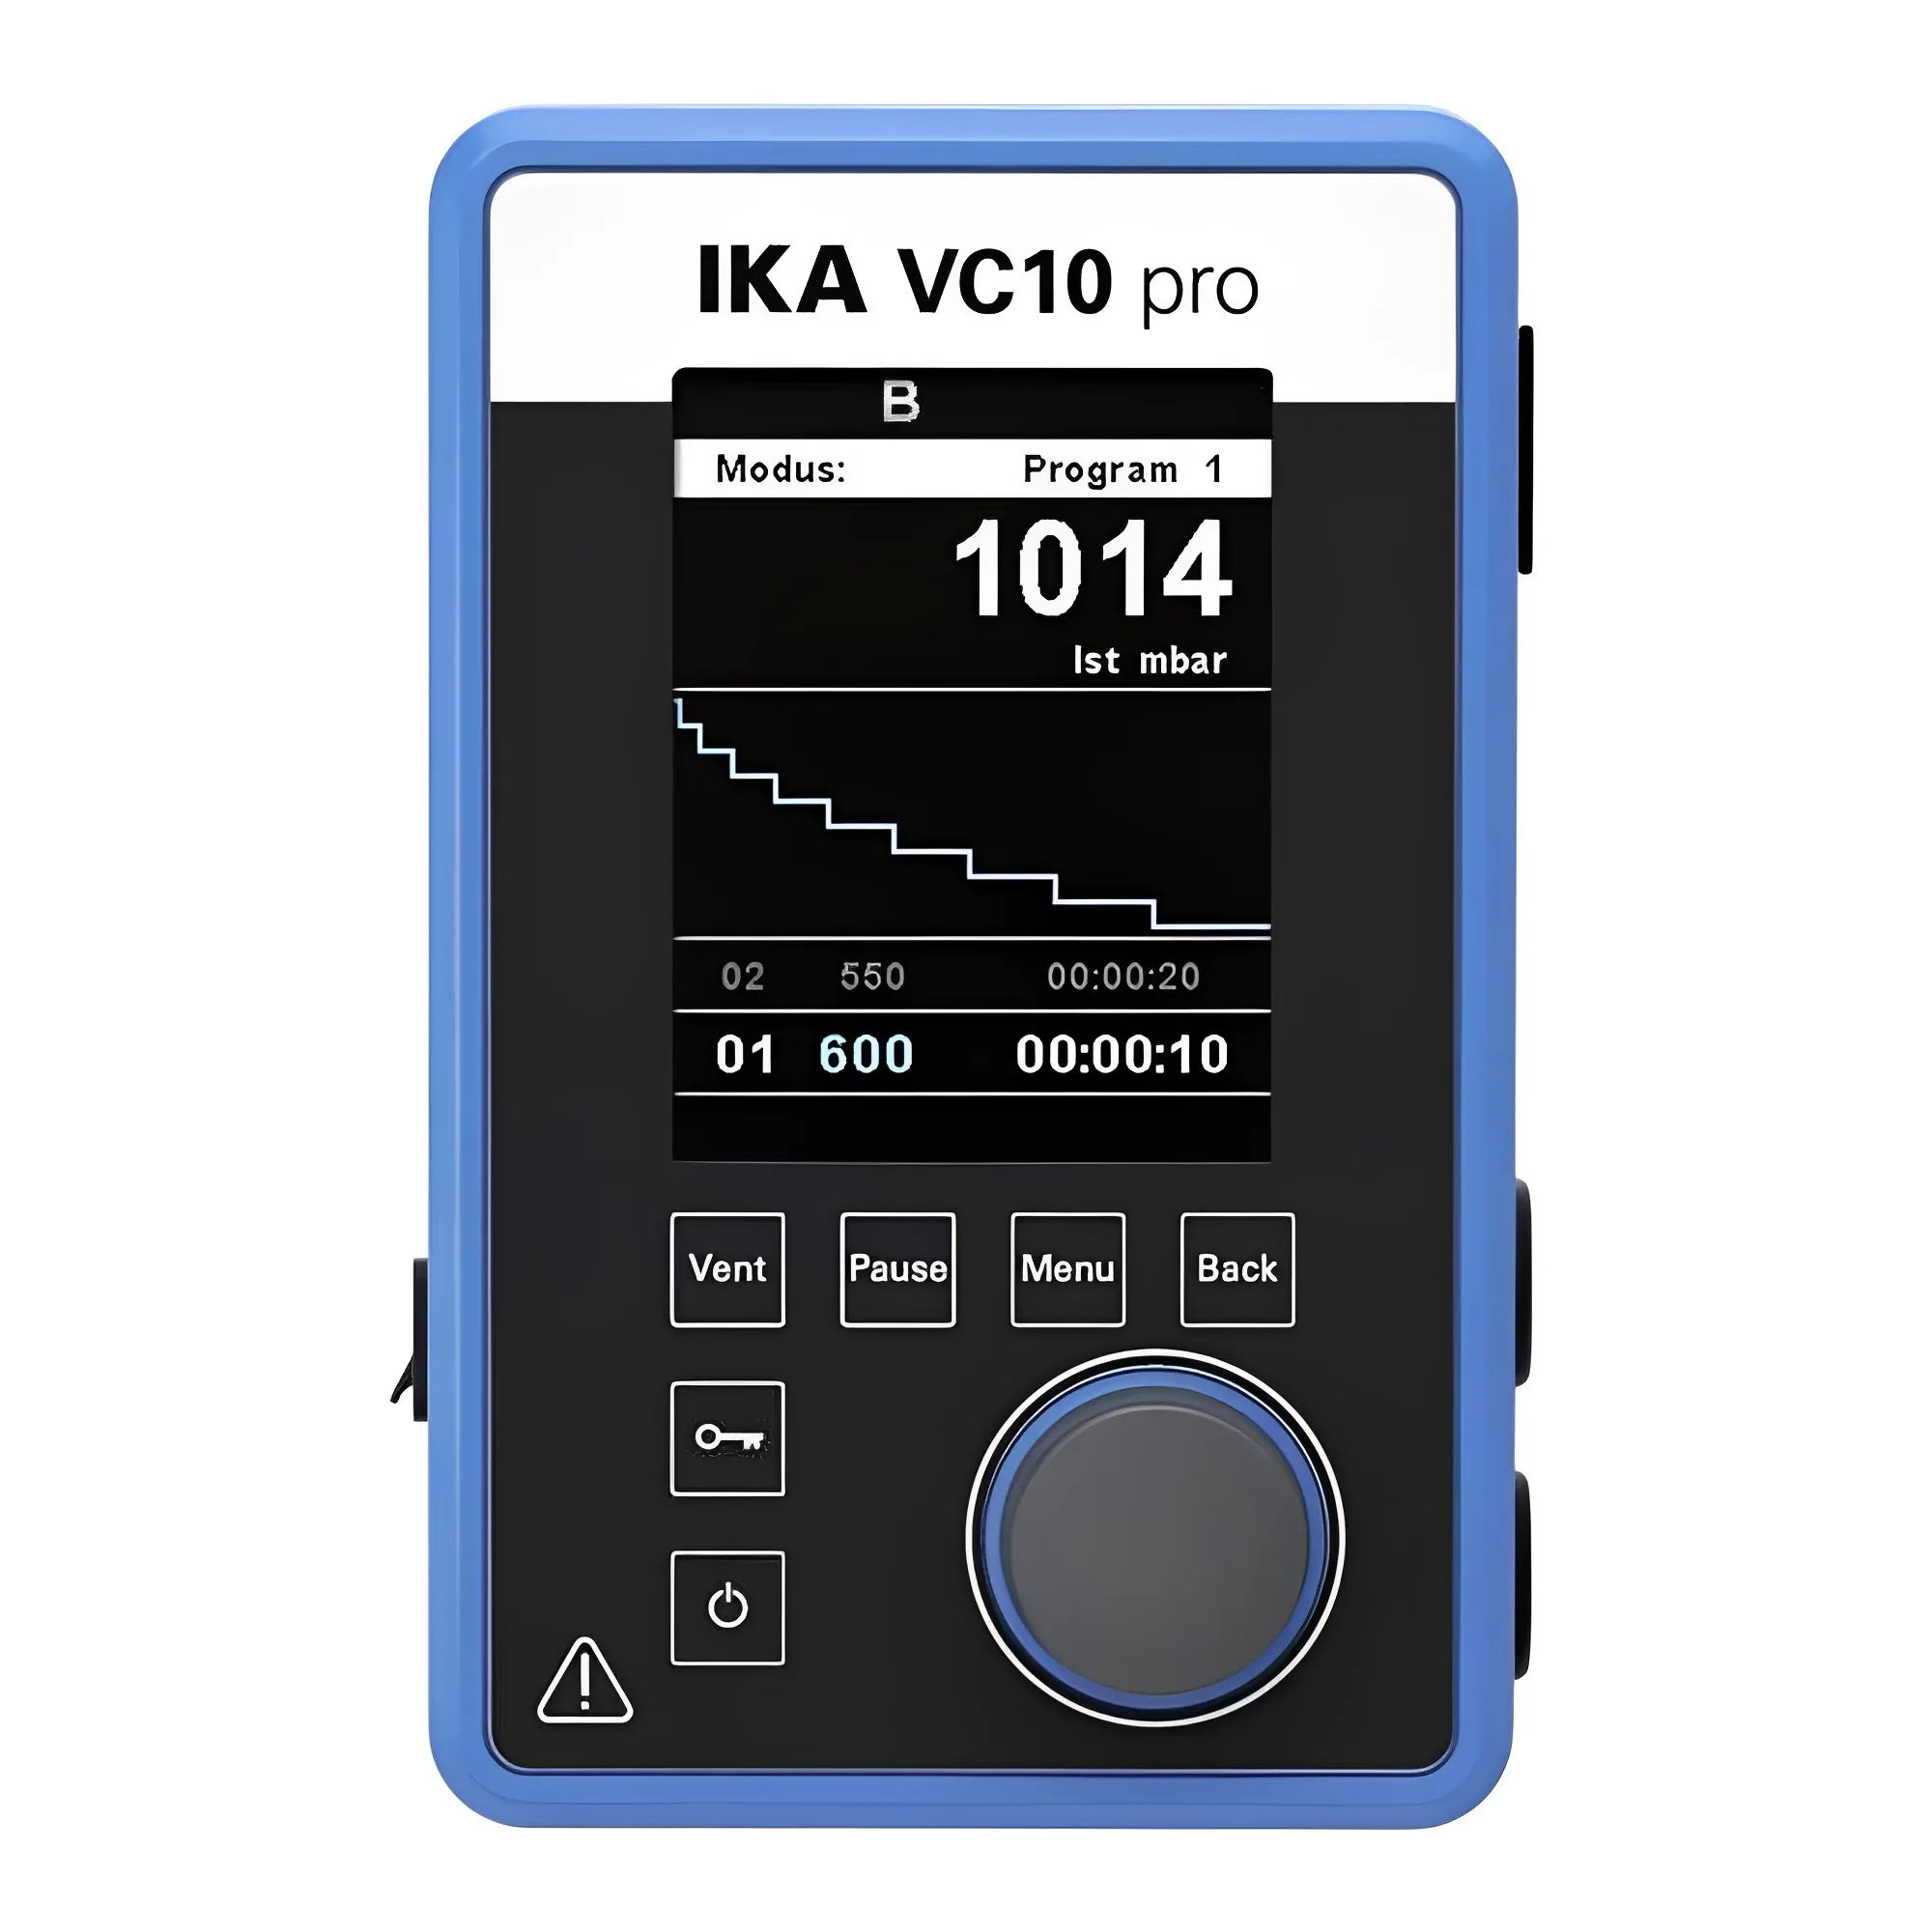 IKA VC10 pro
B
Modus: Program 1
1014
Ist mbar
02 550 00:00:20
01 600 00:00:10
Vent Pause Menu Back